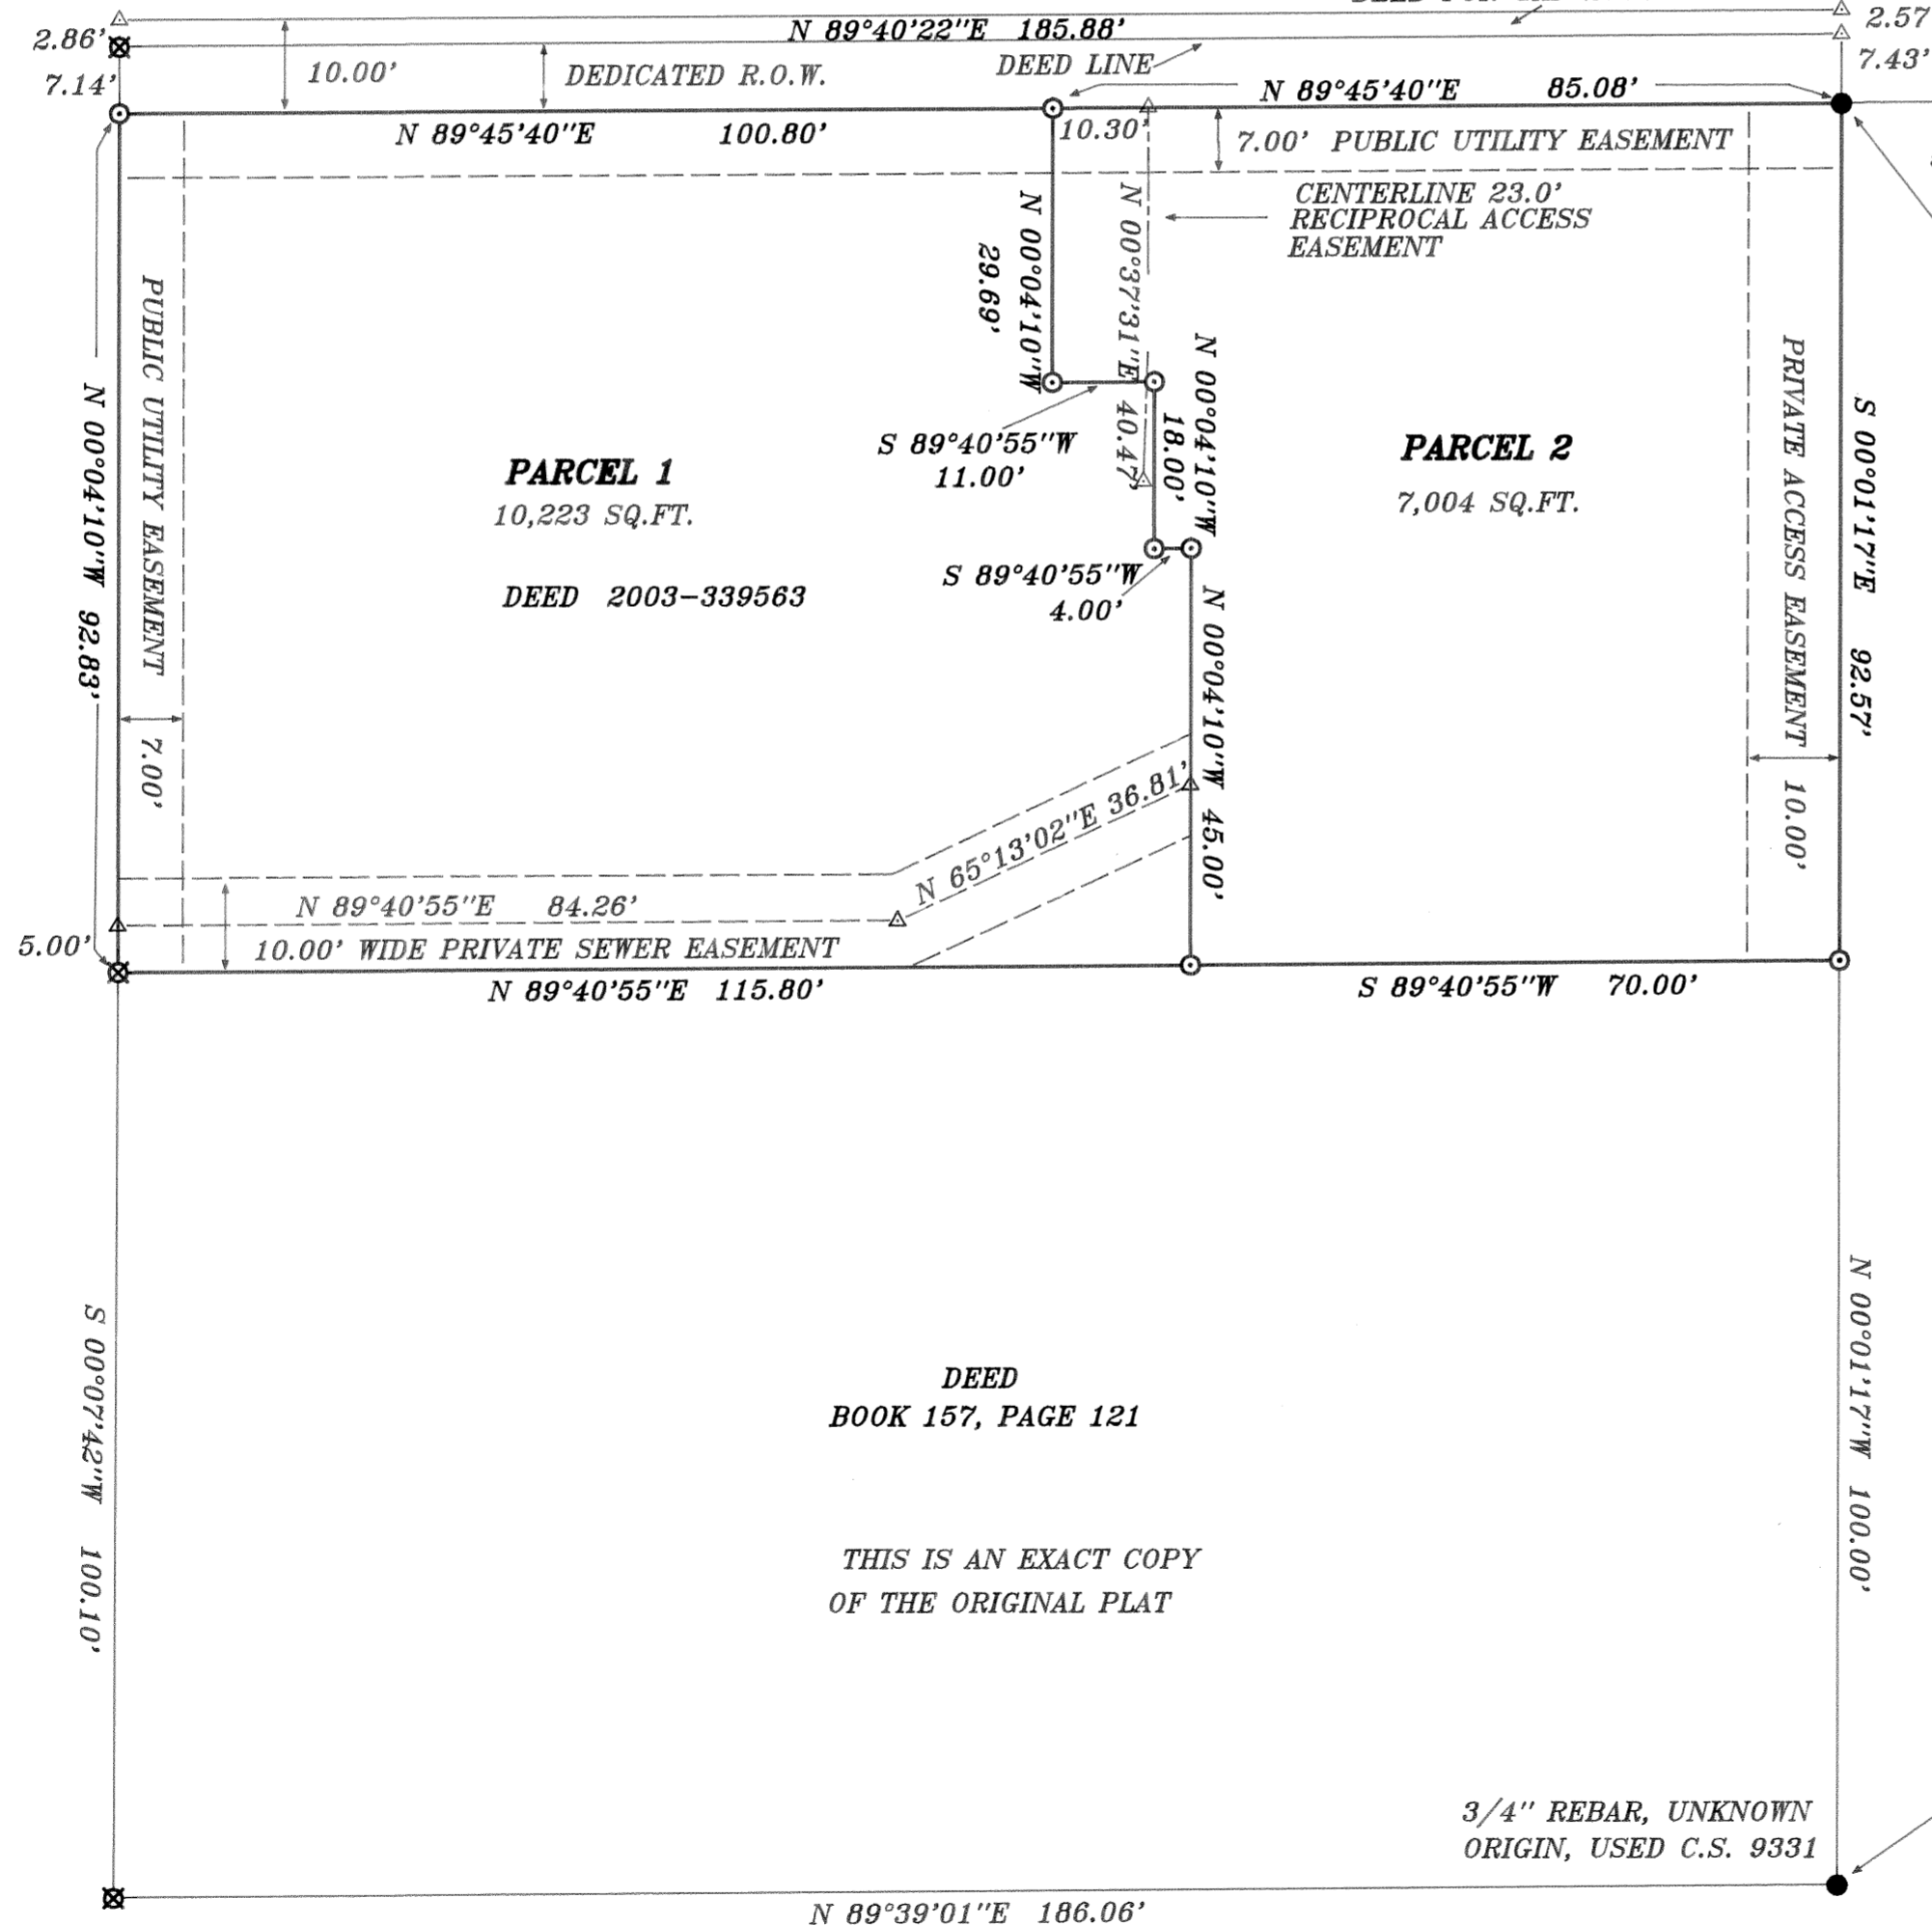 2.57
N 89°40'22"E 185.88'
2.86'
7.43'
DEED LINE
10.00'
DEDICATED R.O.W.
7.14'
N 89°45'40"E 85.08'
N 89°45'40"E 100.80'
10.30'
7.00' PUBLIC UTILITY EASEMENT
CENTERLINE 23.0'
RECIPROCAL ACCESS
EASEMENT
N 00°04'10"W
29.69'
N 00°37'31"E 40.47'
N 00°04'10"W
18.00'
PUBLIC UTILITY EASEMENT
7.00'
N 00°04'10"W 92.83'
PRIVATE ACCESS EASEMENT
10.00'
S 00°01'17"E 92.57'
S 89°40'55"W
11.00'
PARCEL 1
10,223 SQ.FT.
PARCEL 2
7,004 SQ.FT.
DEED 2003-339563
S 89°40'55"W
4.00'
N 00°04'10"W 45.00'
N 65°13'02"E 36.81'
N 89°40'55"E 84.26'
5.00'
10.00' WIDE PRIVATE SEWER EASEMENT
N 89°40'55"E 115.80'
S 89°40'55"W 70.00'
S 00°07'42"W 100.10'
N 00°01'17"W 100.00'
DEED
BOOK 157, PAGE 121
THIS IS AN EXACT COPY
OF THE ORIGINAL PLAT
3/4" REBAR, UNKNOWN
ORIGIN, USED C.S. 9331
N 89°39'01"E 186.06'